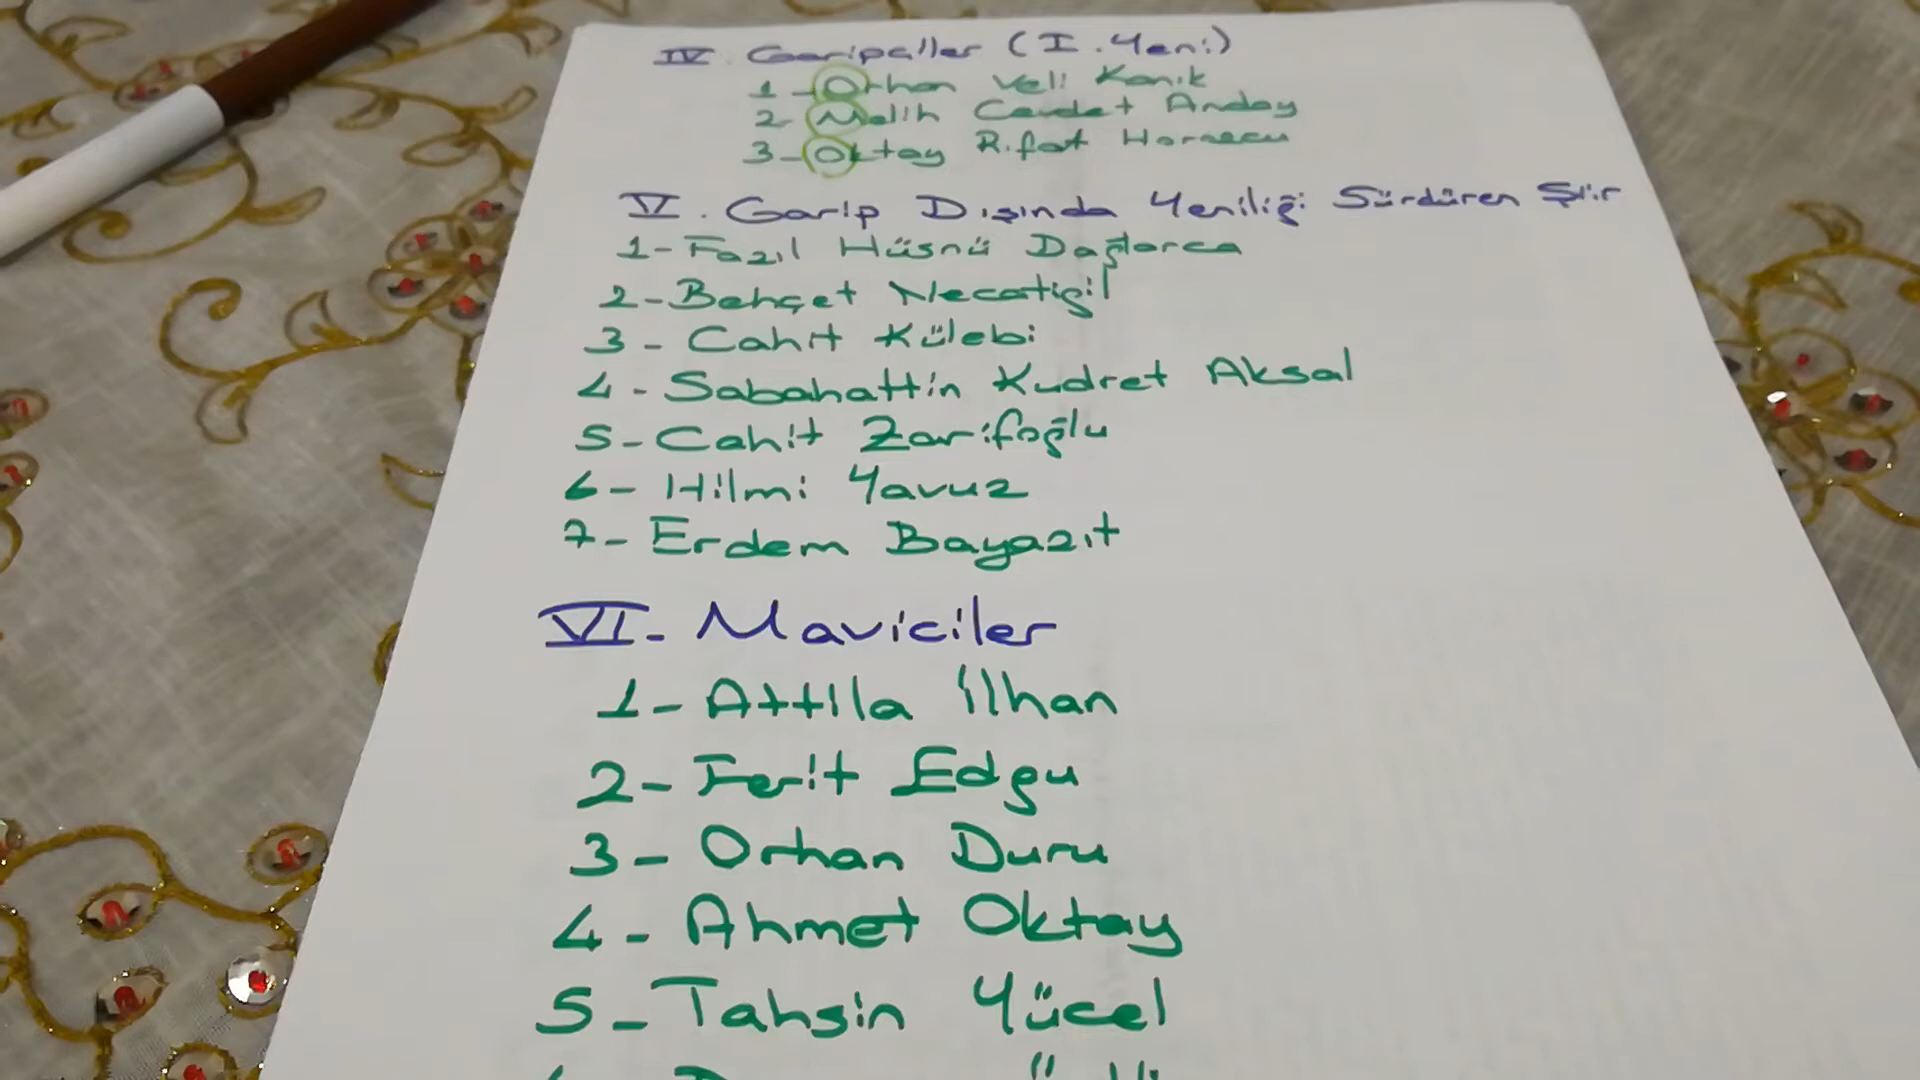 IV. Garipçiler (I. Yeni)
1-Orhan Veli Kanık
2-Melih Cevdet Anday
3-Oktay Rifat Horozcu
V. Garip Dışında Yeniliği Sürdüren Şiir
1-Fazıl Hüsnü Dağlarca
2-Behçet Necatigil
3-Cahit Külebi
4-Sabahattin Kudret Aksal
5-Cahit Zarifoğlu
6-Hilmi Yavuz
7-Erdem Bayazıt
VI-Maviciler
1-Attila İlhan
2-Ferit Edgü
3-Orhan Duru
4-Ahmet Oktay
5-Tahsin Yücel